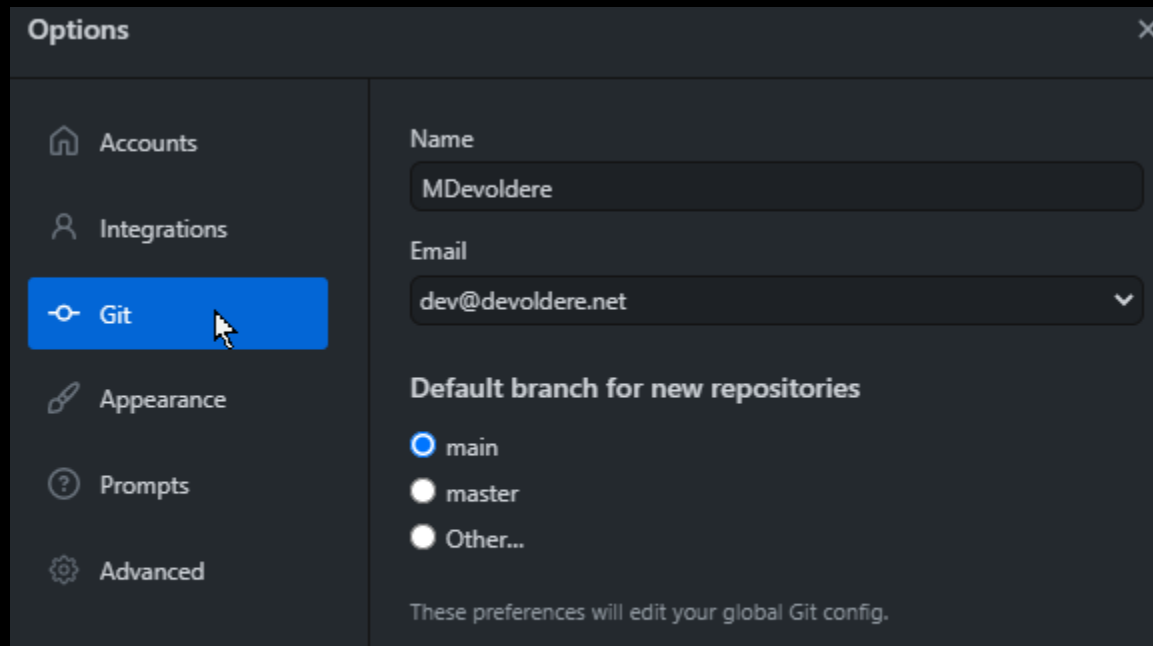 Options
Accounts
Integrations
Git
Appearance
Prompts
Advanced
Name
MDevoldere
Email
dev@devoldere.net
Default branch for new repositories
main
master
Other...
These preferences will edit your global Git config.